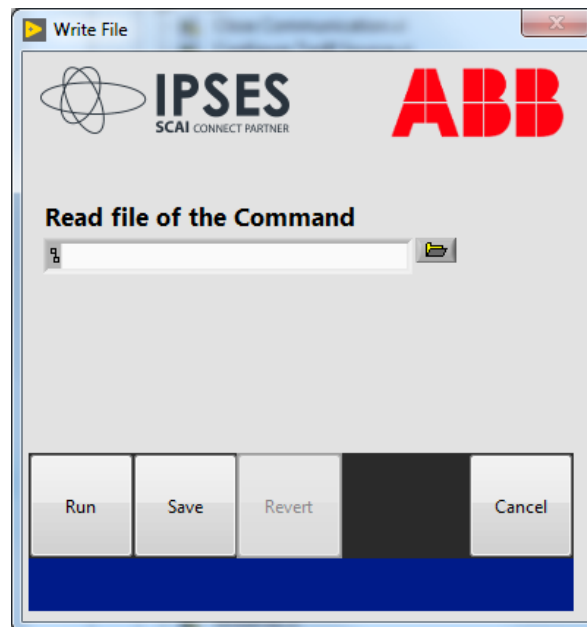 Write File
IPSES
SCAI CONNECT PARTNER
ABB
Read file of the Command
Run
Save
Revert
Cancel